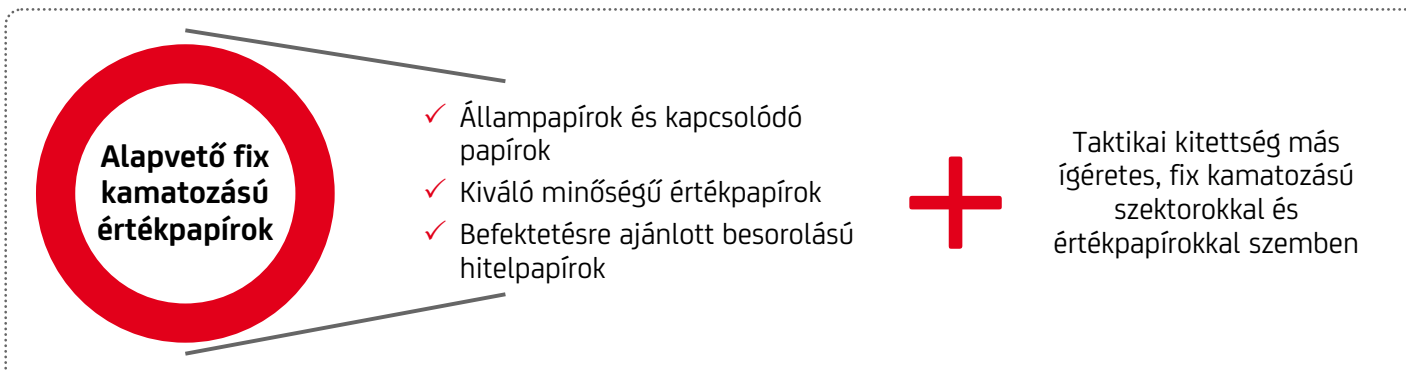 Alapvető fix
kamatozású
értékpapírok
✓ Állampapírok és kapcsolódó
papírok
✓ Kiváló minőségű értékpapírok
✓ Befektetésre ajánlott besorolású
hitelpapírok
Taktikai kitettség más
ígéretes, fix kamatozású
szektorokkal és
értékpapírokkal szemben